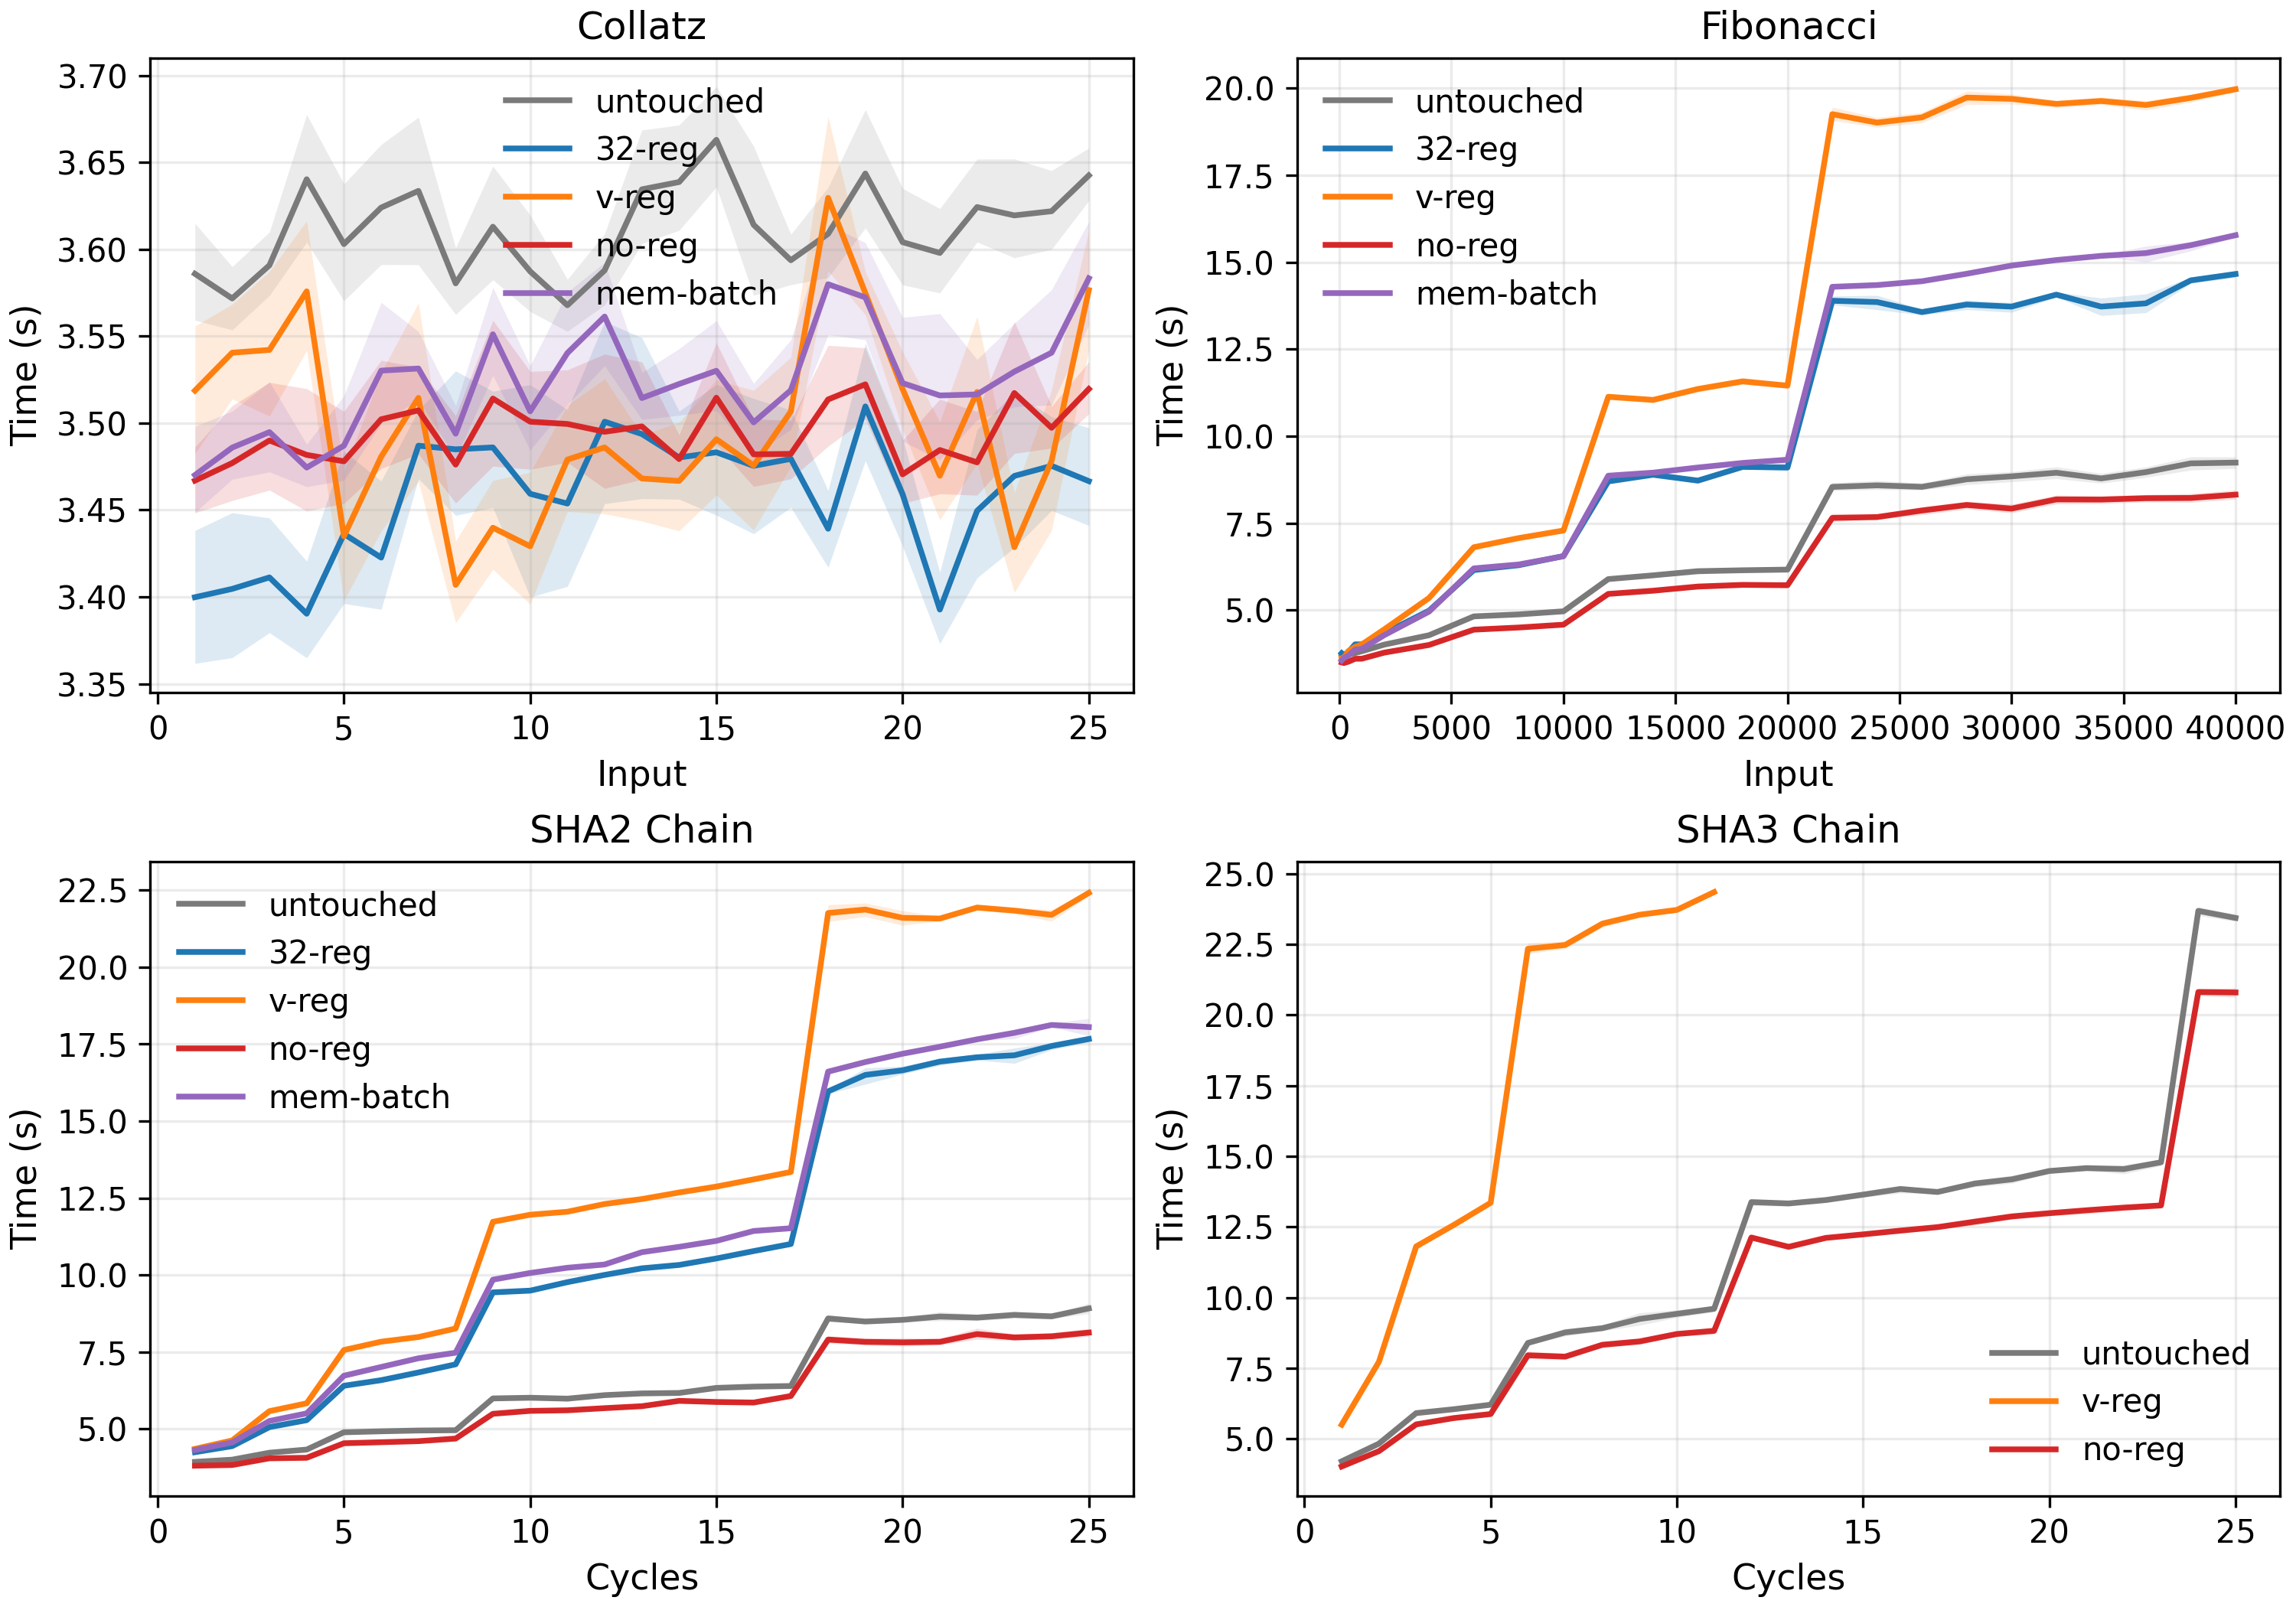 Collatz
3.70
3.65
3.60
3.55
3.50
3.45
3.40
3.35
Time (s)
untouched
32-reg
v-reg
no-reg
mem-batch
0 5 10 15 20 25
Input
Fibonacci
20.0
17.5
15.0
12.5
10.0
7.5
5.0
Time (s)
untouched
32-reg
v-reg
no-reg
mem-batch
0 5000 10000 15000 20000 25000 30000 35000 40000
Input
SHA2 Chain
22.5
20.0
17.5
15.0
12.5
10.0
7.5
5.0
Time (s)
untouched
32-reg
v-reg
no-reg
mem-batch
0 5 10 15 20 25
Cycles
SHA3 Chain
25.0
22.5
20.0
17.5
15.0
12.5
10.0
7.5
5.0
Time (s)
untouched
v-reg
no-reg
0 5 10 15 20 25
Cycles